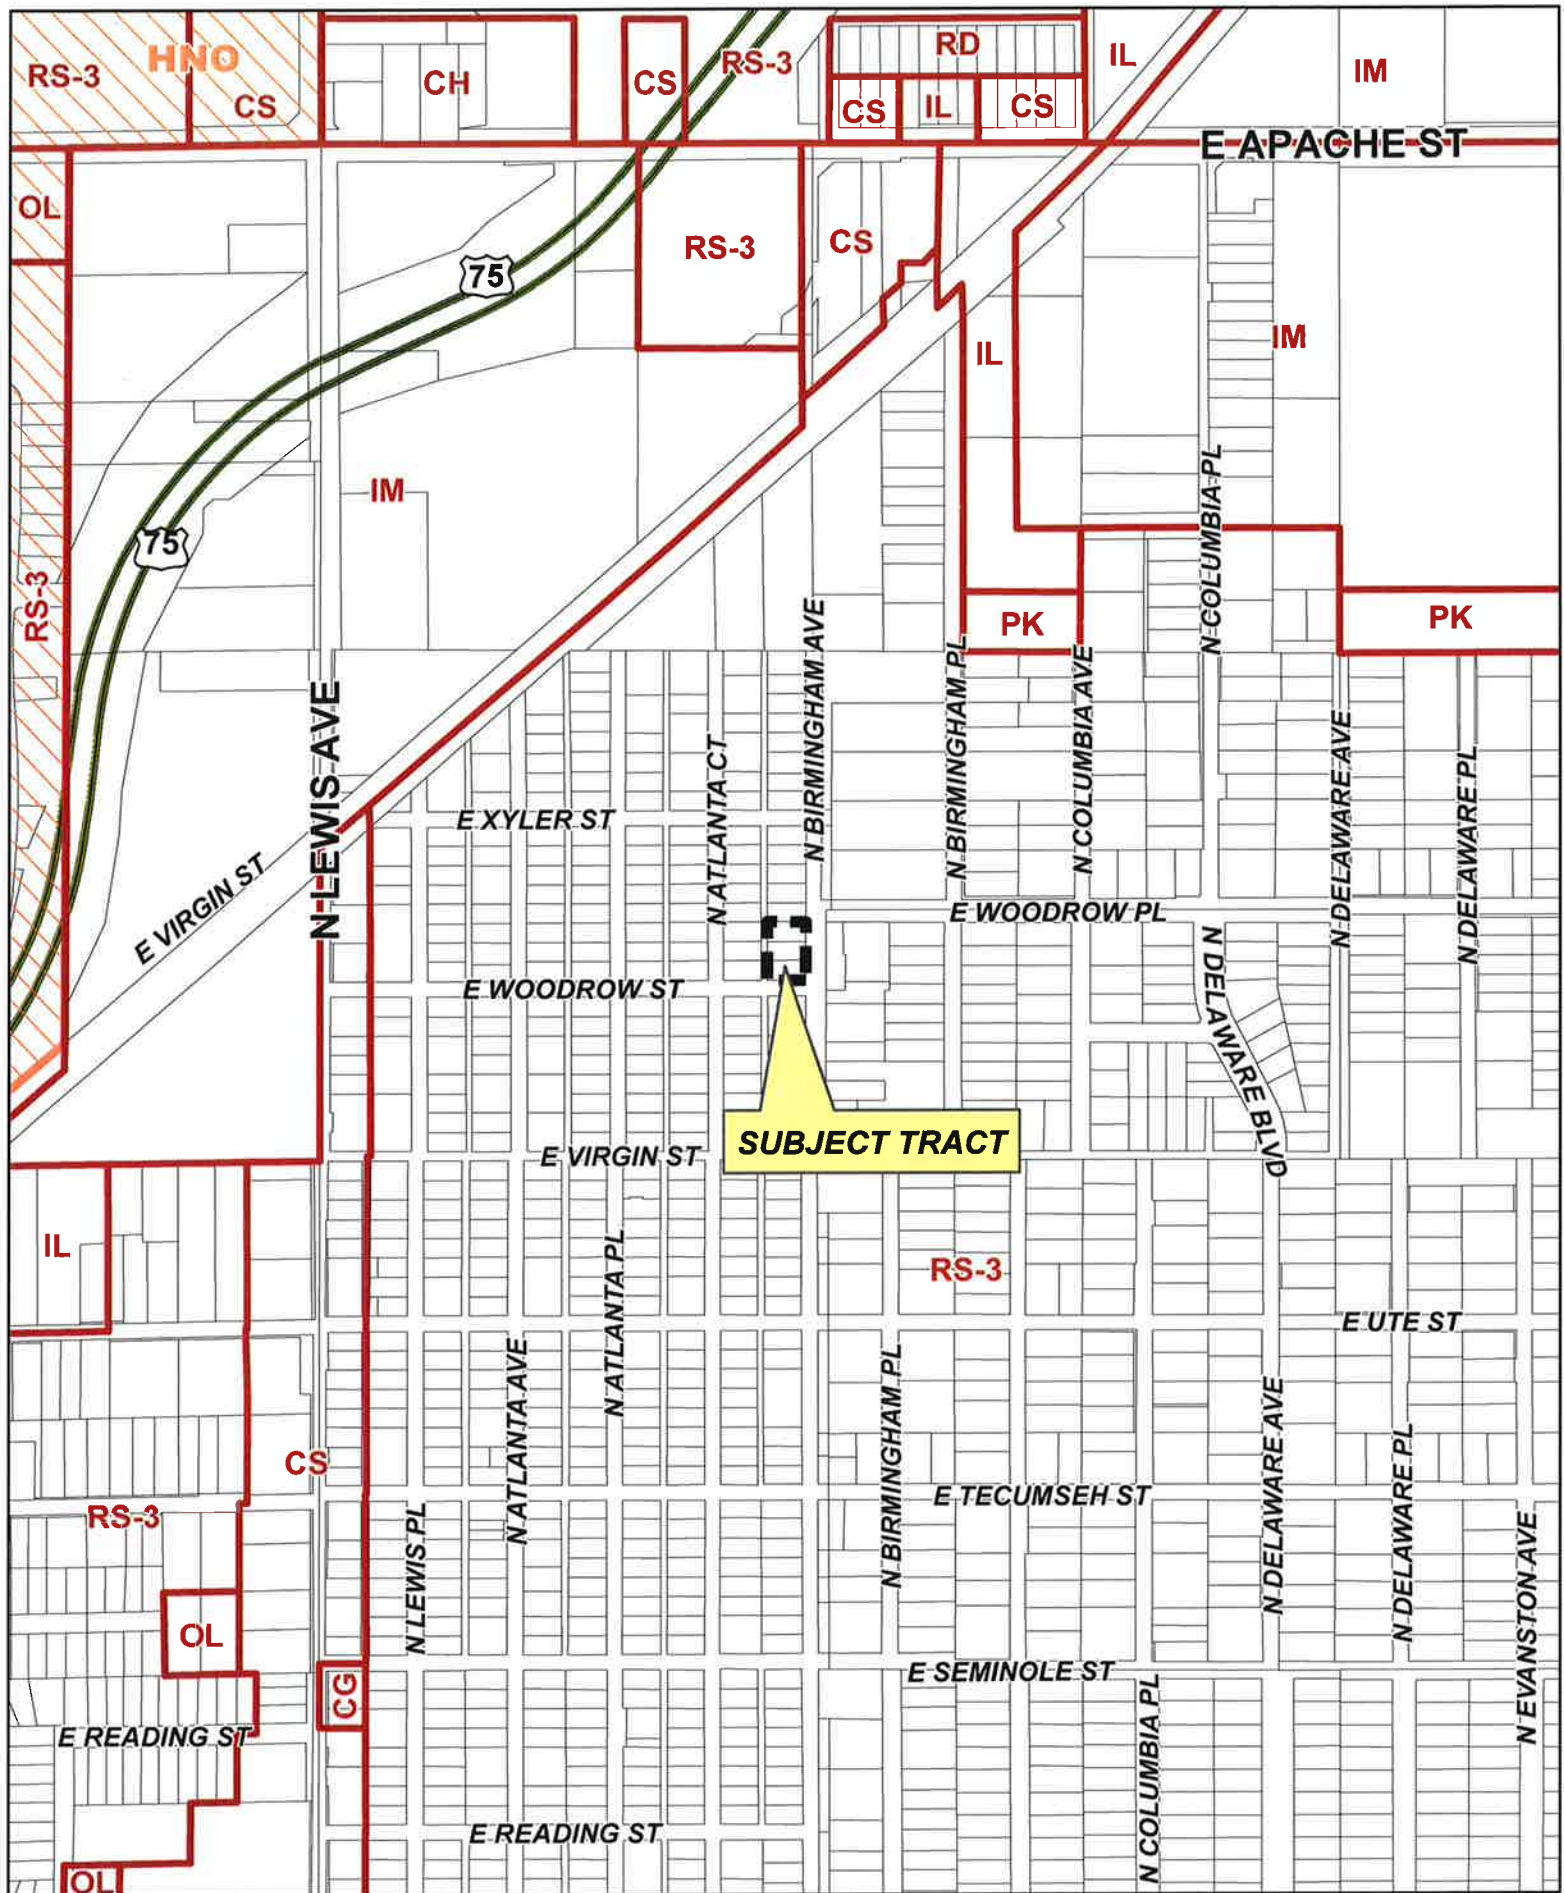 HNO
RS-3
CS
CH
CS
RS-3
RD
CS
IL
CS
IL
IM
E APACHE ST
OL
75
RS-3
CS
IL
IM
IM
75
RS-3
PK
PK
N COLUMBIA PL
N BIRMINGHAM AVE
N BIRMINGHAM PL
N COLUMBIA AVE
N LEWIS AVE
N ATLANTA CT
N DELAWARE AVE
N DELAWARE PL
E XYLER ST
E VIRGIN ST
E WOODROW PL
E WOODROW ST
N DELAWARE BLVD
SUBJECT TRACT
E VIRGIN ST
IL
RS-3
N ATLANTA PL
E UTE ST
N ATLANTA AVE
N BIRMINGHAM PL
N DELAWARE AVE
N DELAWARE PL
CS
RS-3
E TECUMSEH ST
N LEWIS PL
N EVANSTON AVE
OL
E SEMINOLE ST
CG
N COLUMBIA PL
E READING ST
E READING ST
OL